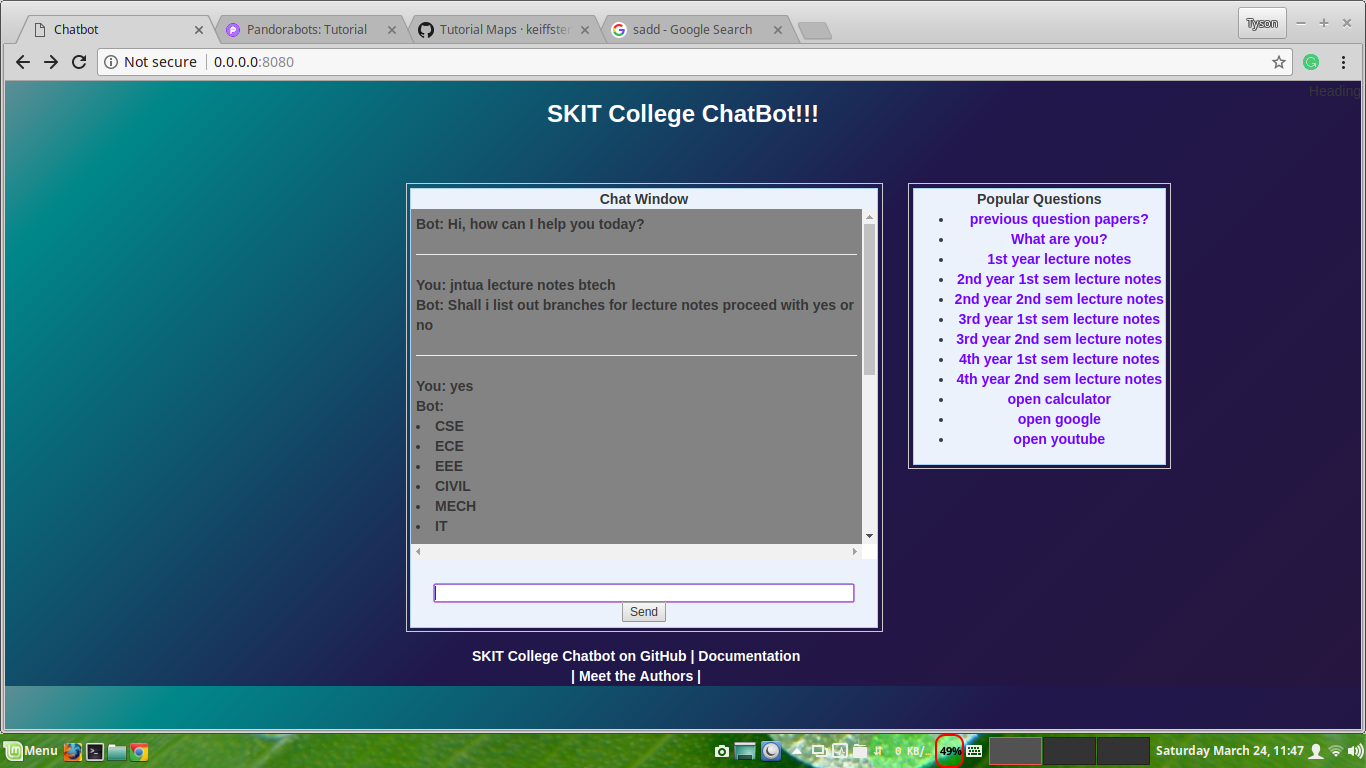 Chatbot
Pandorabots: Tutorial
Tutorial Maps · keiffster
sadd - Google Search
Tyson
Not secure
0.0.0.0:8080
Heading
SKIT College ChatBot!!!
Chat Window
Bot: Hi, how can I help you today?
You: jntua lecture notes btech
Bot: Shall i list out branches for lecture notes proceed with yes or
no
You: yes
Bot:
• CSE
• ECE
• EEE
• CIVIL
• MECH
• IT
Send
Popular Questions
• previous question papers?
• What are you?
• 1st year lecture notes
• 2nd year 1st sem lecture notes
• 2nd year 2nd sem lecture notes
• 3rd year 1st sem lecture notes
• 3rd year 2nd sem lecture notes
• 4th year 1st sem lecture notes
• 4th year 2nd sem lecture notes
• open calculator
• open google
• open youtube
SKIT College Chatbot on GitHub | Documentation
| Meet the Authors |
Menu
0 KB/...
49%
Saturday March 24, 11:47